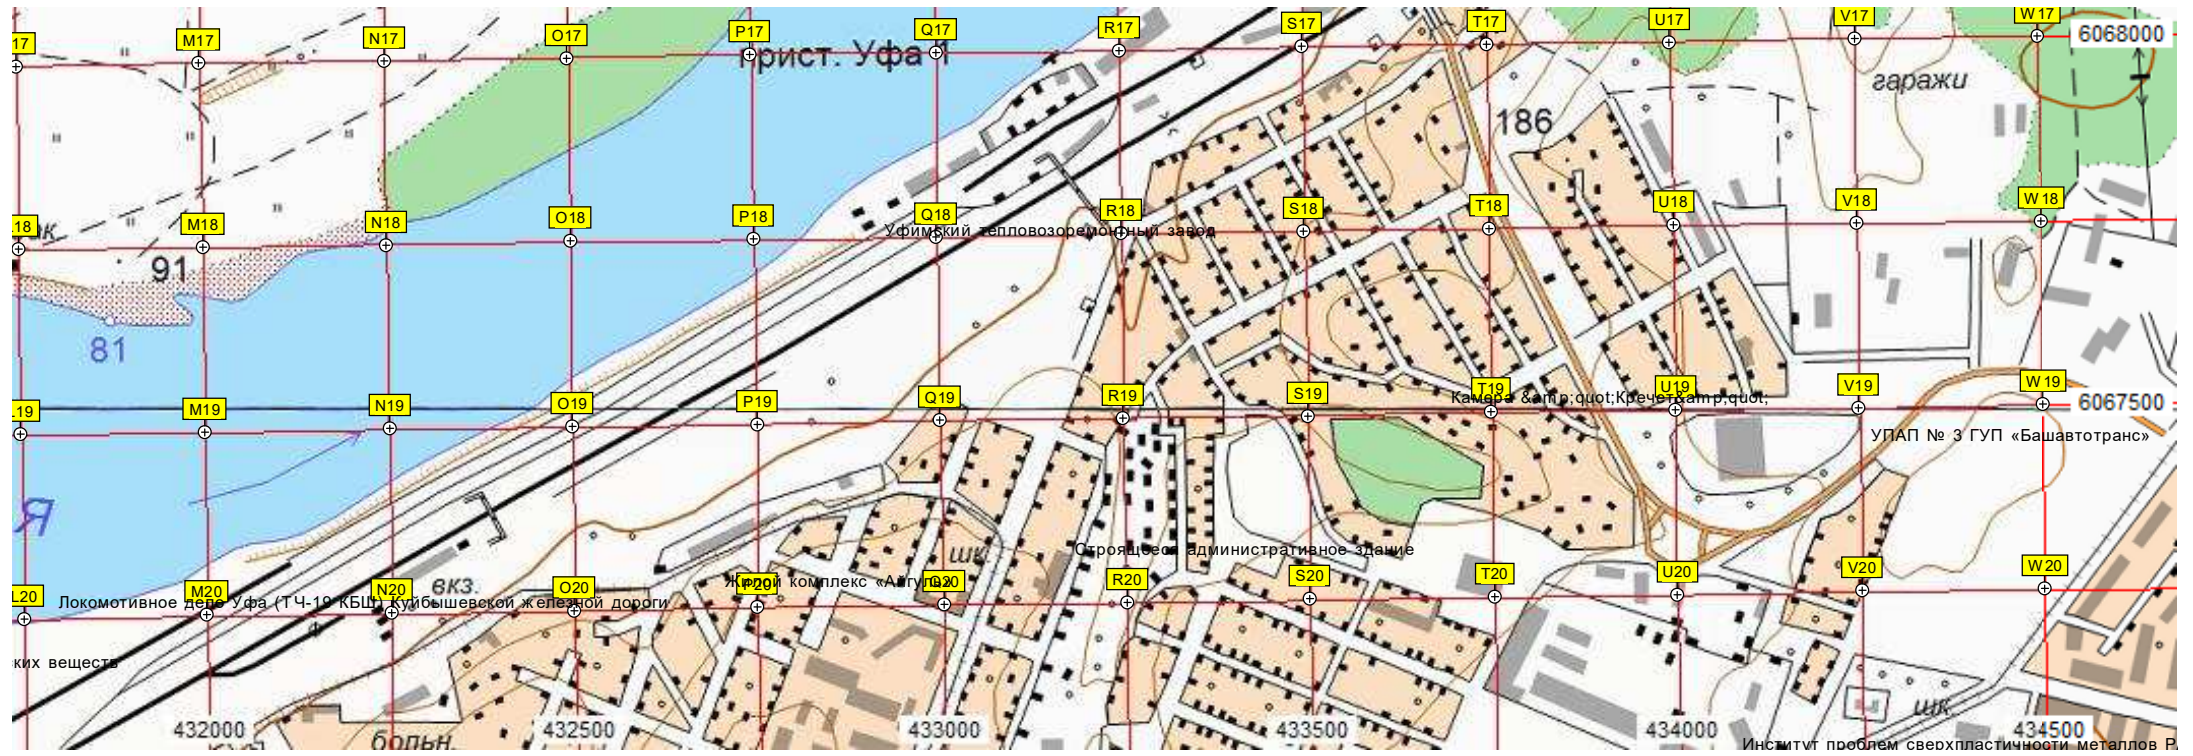 17
M17
N17
O17
P17
Q17
R17
S17
T17
U17
V17
W17
6068000
прист. Уфа 1
гаражи
186
.18
M18
N18
O18
P18
Q18
R18
S18
T18
U18
V18
W18
Уфимский тепловозоремонтный завод
91
81
.19
M19
N19
O19
P19
Q19
R19
S19
T19
U19
V19
W19
6067500
Камера &amp;quot;Кречет&amp;quot;
УПАП № 3 ГУП «Башавтотранс»
Я
шк.
Строящееся административное здание
вкз.
Жилой комплекс «Айгуль»
L20
M20
N20
O20
P20
Q20
R20
S20
T20
U20
V20
W20
Локомотивное депо Уфа (ТЧ-19 КБШ) Куйбышевской железной дороги
ских веществ
шк.
432000
432500
433000
433500
434000
434500
больн.
Институт проблем сверхпластичности металлов Р